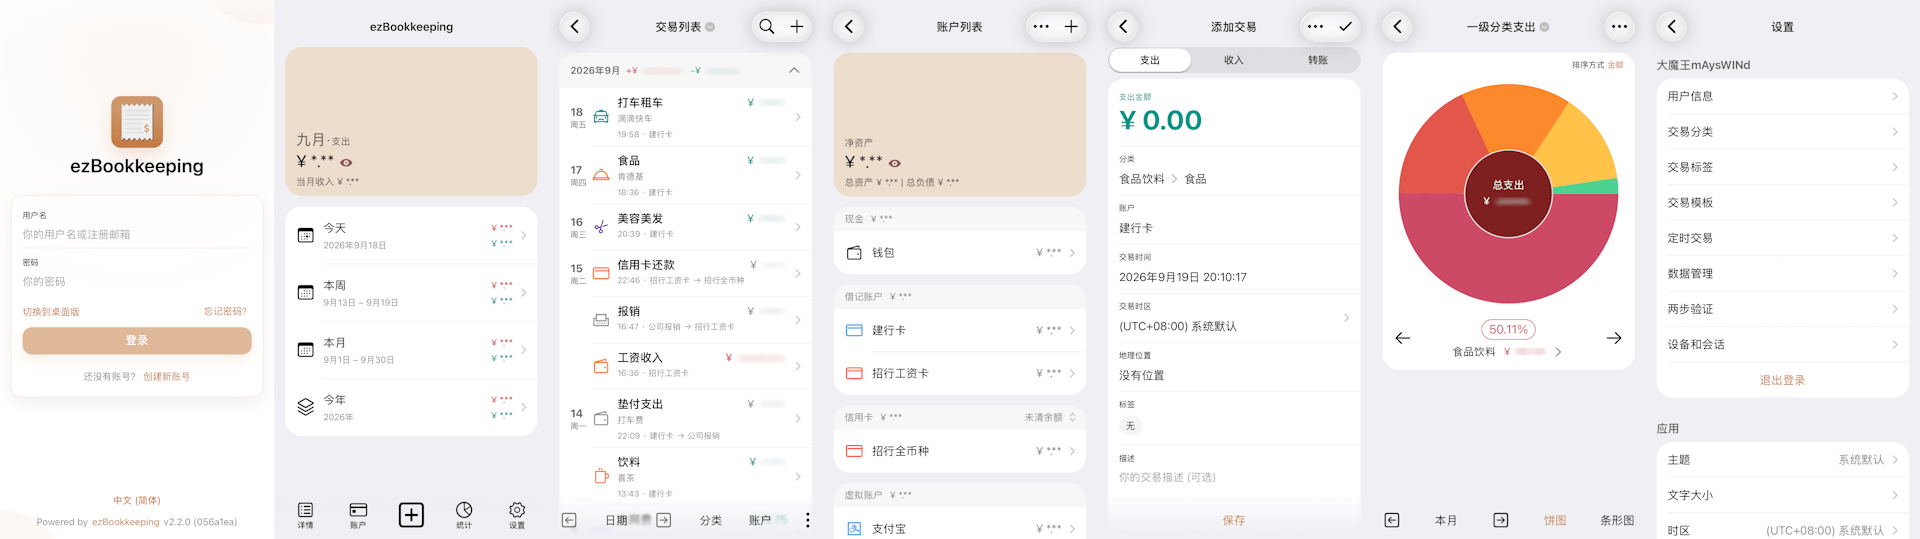 ezBookkeeping
用户名
你的用户名或注册邮箱
密码
你的密码
切换到桌面版
忘记密码?
登录
还没有账号? 创建新账号
中文 (简体)
Powered by ezBookkeeping v2.2.0 (056a1ea)
ezBookkeeping
九月·支出
¥ *.**
当月收入 ¥ *.**
今天
2026年9月18日
¥ *.**
¥ *.**
本周
9月13日 – 9月19日
¥ *.**
¥ *.**
本月
9月1日 – 9月30日
¥ *.**
¥ *.**
今年
2026年
¥ *.**
¥ *.**
详情
账户
统计
设置
交易列表
2026年9月 +¥ -¥
18
周五
打车租车
¥
滴滴快车
19:58 · 建行卡
17
周四
食品
¥
肯德基
18:36 · 建行卡
16
周三
美容美发
¥
20:39 · 建行卡
15
周二
信用卡还款
¥
22:46 · 招行工资卡 → 招行全币种
报销
¥
16:47 · 公司报销 → 招行工资卡
工资收入
¥
16:36 · 招行工资卡
14
周一
垫付支出
¥
打车费
22:09 · 建行卡 → 公司报销
饮料
¥
喜茶
13:43 · 建行卡
日期
分类
账户
账户列表
净资产
¥ *.**
总资产 ¥ *.** | 总负债 ¥ *.**
现金 ¥ *.**
钱包
¥ *.**
借记账户 ¥ *.**
建行卡
¥ *.**
招行工资卡
¥ *.**
信用卡 ¥ *.**
未清余额
招行全币种
¥ *.**
虚拟账户 ¥ *.**
支付宝
¥ *.**
添加交易
支出
收入
转账
支出金额
¥ 0.00
分类
食品饮料 > 食品
账户
建行卡
交易时间
2026年9月19日 20:10:17
交易时区
(UTC+08:00) 系统默认
地理位置
没有位置
标签
无
描述
你的交易描述 (可选)
保存
一级分类支出
排序方式 金额
总支出
¥
50.11%
食品饮料 ¥
本月
饼图
条形图
设置
大魔王mAysWINd
用户信息
交易分类
交易标签
交易模板
定时交易
数据管理
两步验证
设备和会话
退出登录
应用
主题
系统默认
文字大小
时区
(UTC+08:00) 系统默认